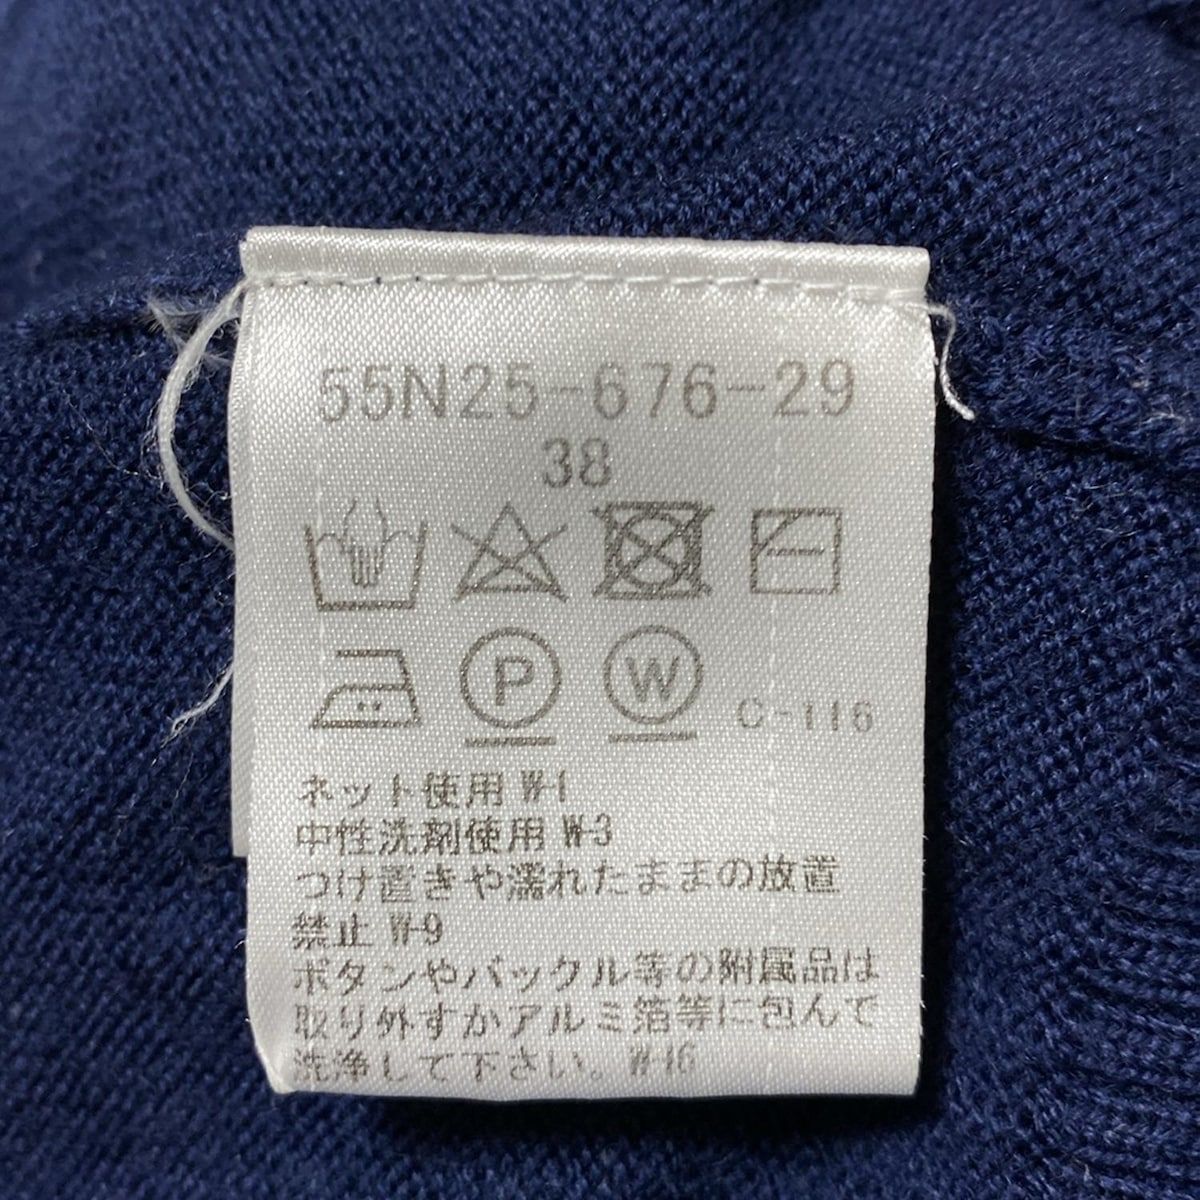 55N25-676-29
38
P W C-116
ネット使用 W-1
中性洗剤使用 W-3
つけ置きや濡れたままの放置
禁止 W-9
ボタンやバックル等の附属品は
取り外すかアルミ箔等に包んで
洗浄して下さい。W-16